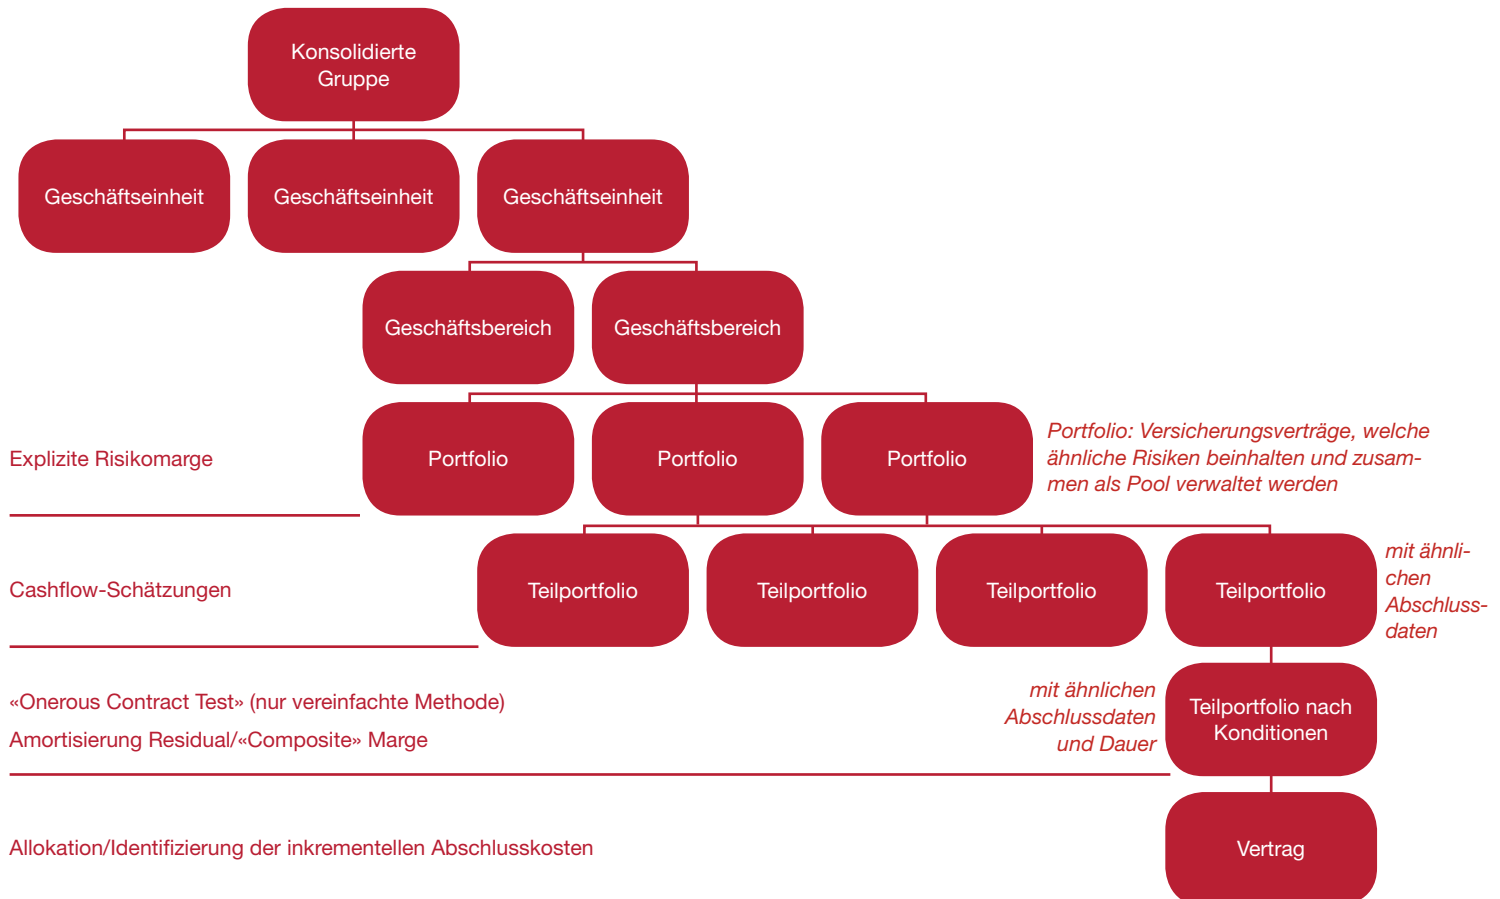 Konsolidierte
Gruppe
Geschäftseinheit
Geschäftseinheit
Geschäftseinheit
Geschäftsbereich
Geschäftsbereich
Explizite Risikomarge
Portfolio
Portfolio
Portfolio
Portfolio: Versicherungsverträge, welche
ähnliche Risiken beinhalten und zusam-
men als Pool verwaltet werden
Cashflow-Schätzungen
Teilportfolio
Teilportfolio
Teilportfolio
Teilportfolio
mit ähnli-
chen
Abschluss-
daten
«Onerous Contract Test» (nur vereinfachte Methode)
Amortisierung Residual/«Composite» Marge
mit ähnlichen
Abschlussdaten
und Dauer
Teilportfolio nach
Konditionen
Allokation/Identifizierung der inkrementellen Abschlusskosten
Vertrag